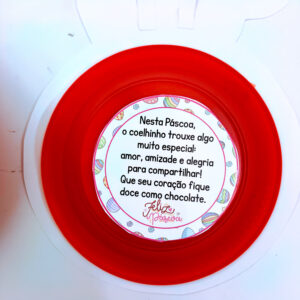 Nesta Páscoa,
o coelhinho trouxe algo
muito especial:
amor, amizade e alegria
para compartilhar!
Que seu coração fique
doce como chocolate.
Feliz
Páscoa